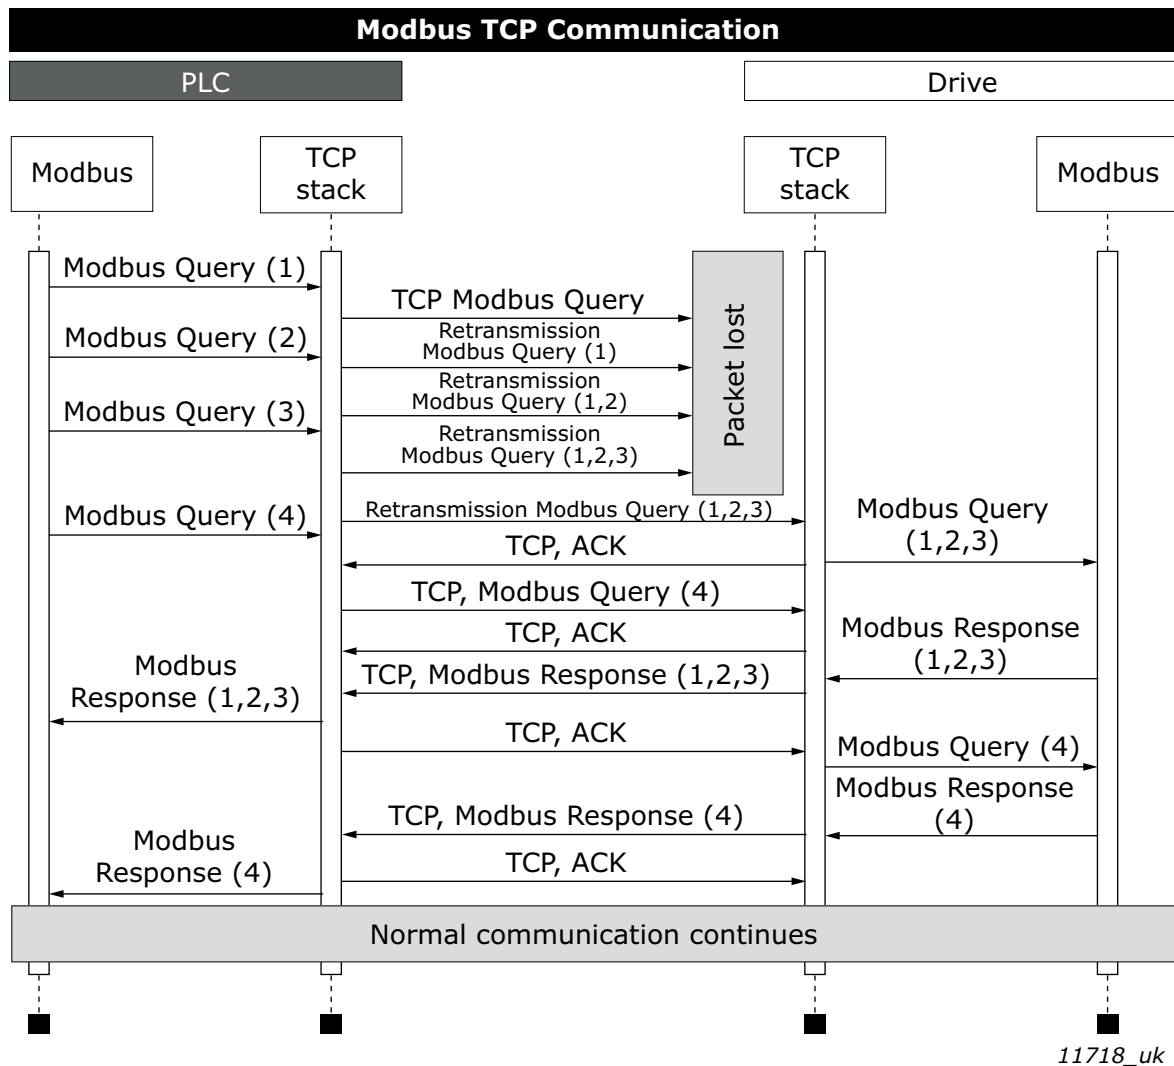 Modbus TCP Communication
PLC
Drive
Modbus
TCP
stack
TCP
stack
Modbus
Modbus Query (1)
TCP Modbus Query
Retransmission
Modbus Query (1)
Modbus Query (2)
Retransmission
Modbus Query (1,2)
Modbus Query (3)
Retransmission
Modbus Query (1,2,3)
Packet lost
Modbus Query (4)
Retransmission Modbus Query (1,2,3)
Modbus Query
(1,2,3)
TCP, ACK
TCP, Modbus Query (4)
TCP, ACK
Modbus Response
(1,2,3)
Modbus
Response (1,2,3)
TCP, Modbus Response (1,2,3)
TCP, ACK
Modbus Query (4)
Modbus Response
(4)
TCP, Modbus Response (4)
Modbus
Response (4)
TCP, ACK
Normal communication continues
11718_uk